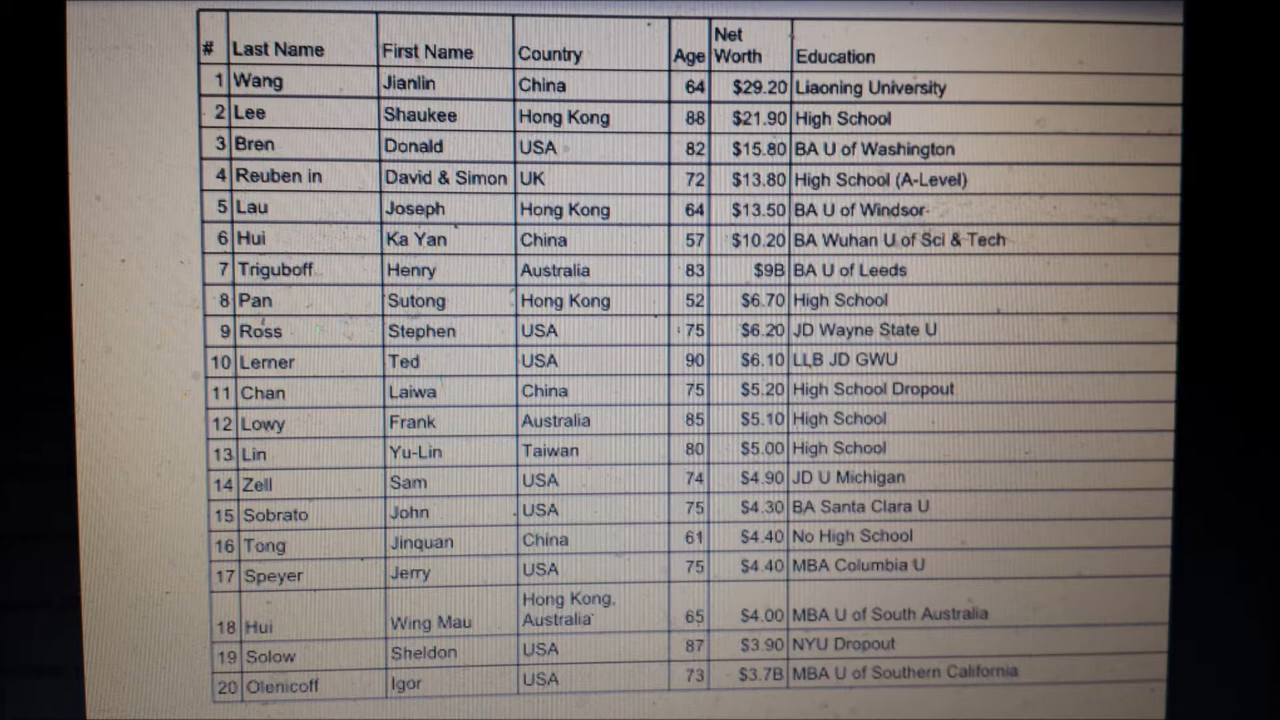 # Last Name First Name Country Age Net Worth Education
1 Wang Jianlin China 64 $29.20 Liaoning University
2 Lee Shaukee Hong Kong 88 $21.90 High School
3 Bren Donald USA 82 $15.80 BA U of Washington
4 Reuben in David & Simon UK 72 $13.80 High School (A-Level)
5 Lau Joseph Hong Kong 64 $13.50 BA U of Windsor
6 Hui Ka Yan China 57 $10.20 BA Wuhan U of Sci & Tech
7 Triguboff Henry Australia 83 $9B BA U of Leeds
8 Pan Sutong Hong Kong 52 $6.70 High School
9 Ross Stephen USA 75 $6.20 JD Wayne State U
10 Lerner Ted USA 90 $6.10 LLB JD GWU
11 Chan Laiwa China 75 $5.20 High School Dropout
12 Lowy Frank Australia 85 $5.10 High School
13 Lin Yu-Lin Taiwan 80 $5.00 High School
14 Zell Sam USA 74 $4.90 JD U Michigan
15 Sobrato John USA 75 $4.30 BA Santa Clara U
16 Tong Jinquan China 61 $4.40 No High School
17 Speyer Jerry USA 75 $4.40 MBA Columbia U
18 Hui Wing Mau Hong Kong, Australia 65 $4.00 MBA U of South Australia
19 Solow Sheldon USA 87 $3.90 NYU Dropout
20 Olenicoff Igor USA 73 $3.7B MBA U of Southern California